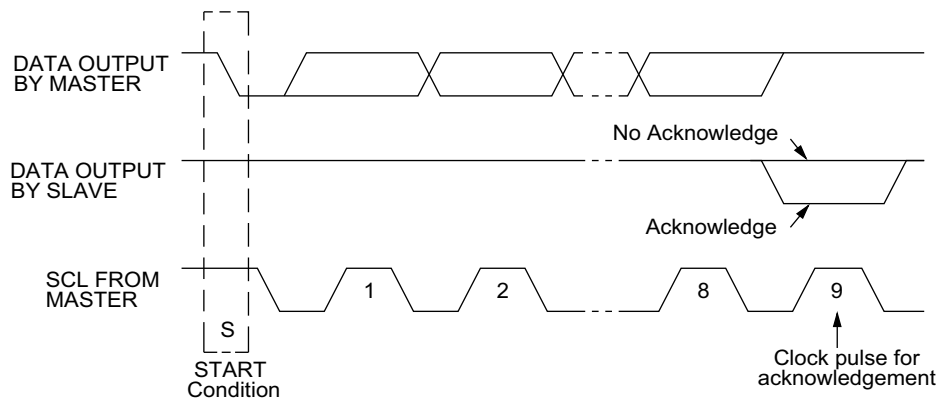 DATA OUTPUT
BY MASTER
No Acknowledge
DATA OUTPUT
BY SLAVE
Acknowledge
SCL FROM
MASTER
1
2
8
9
S
START
Condition
Clock pulse for
acknowledgement